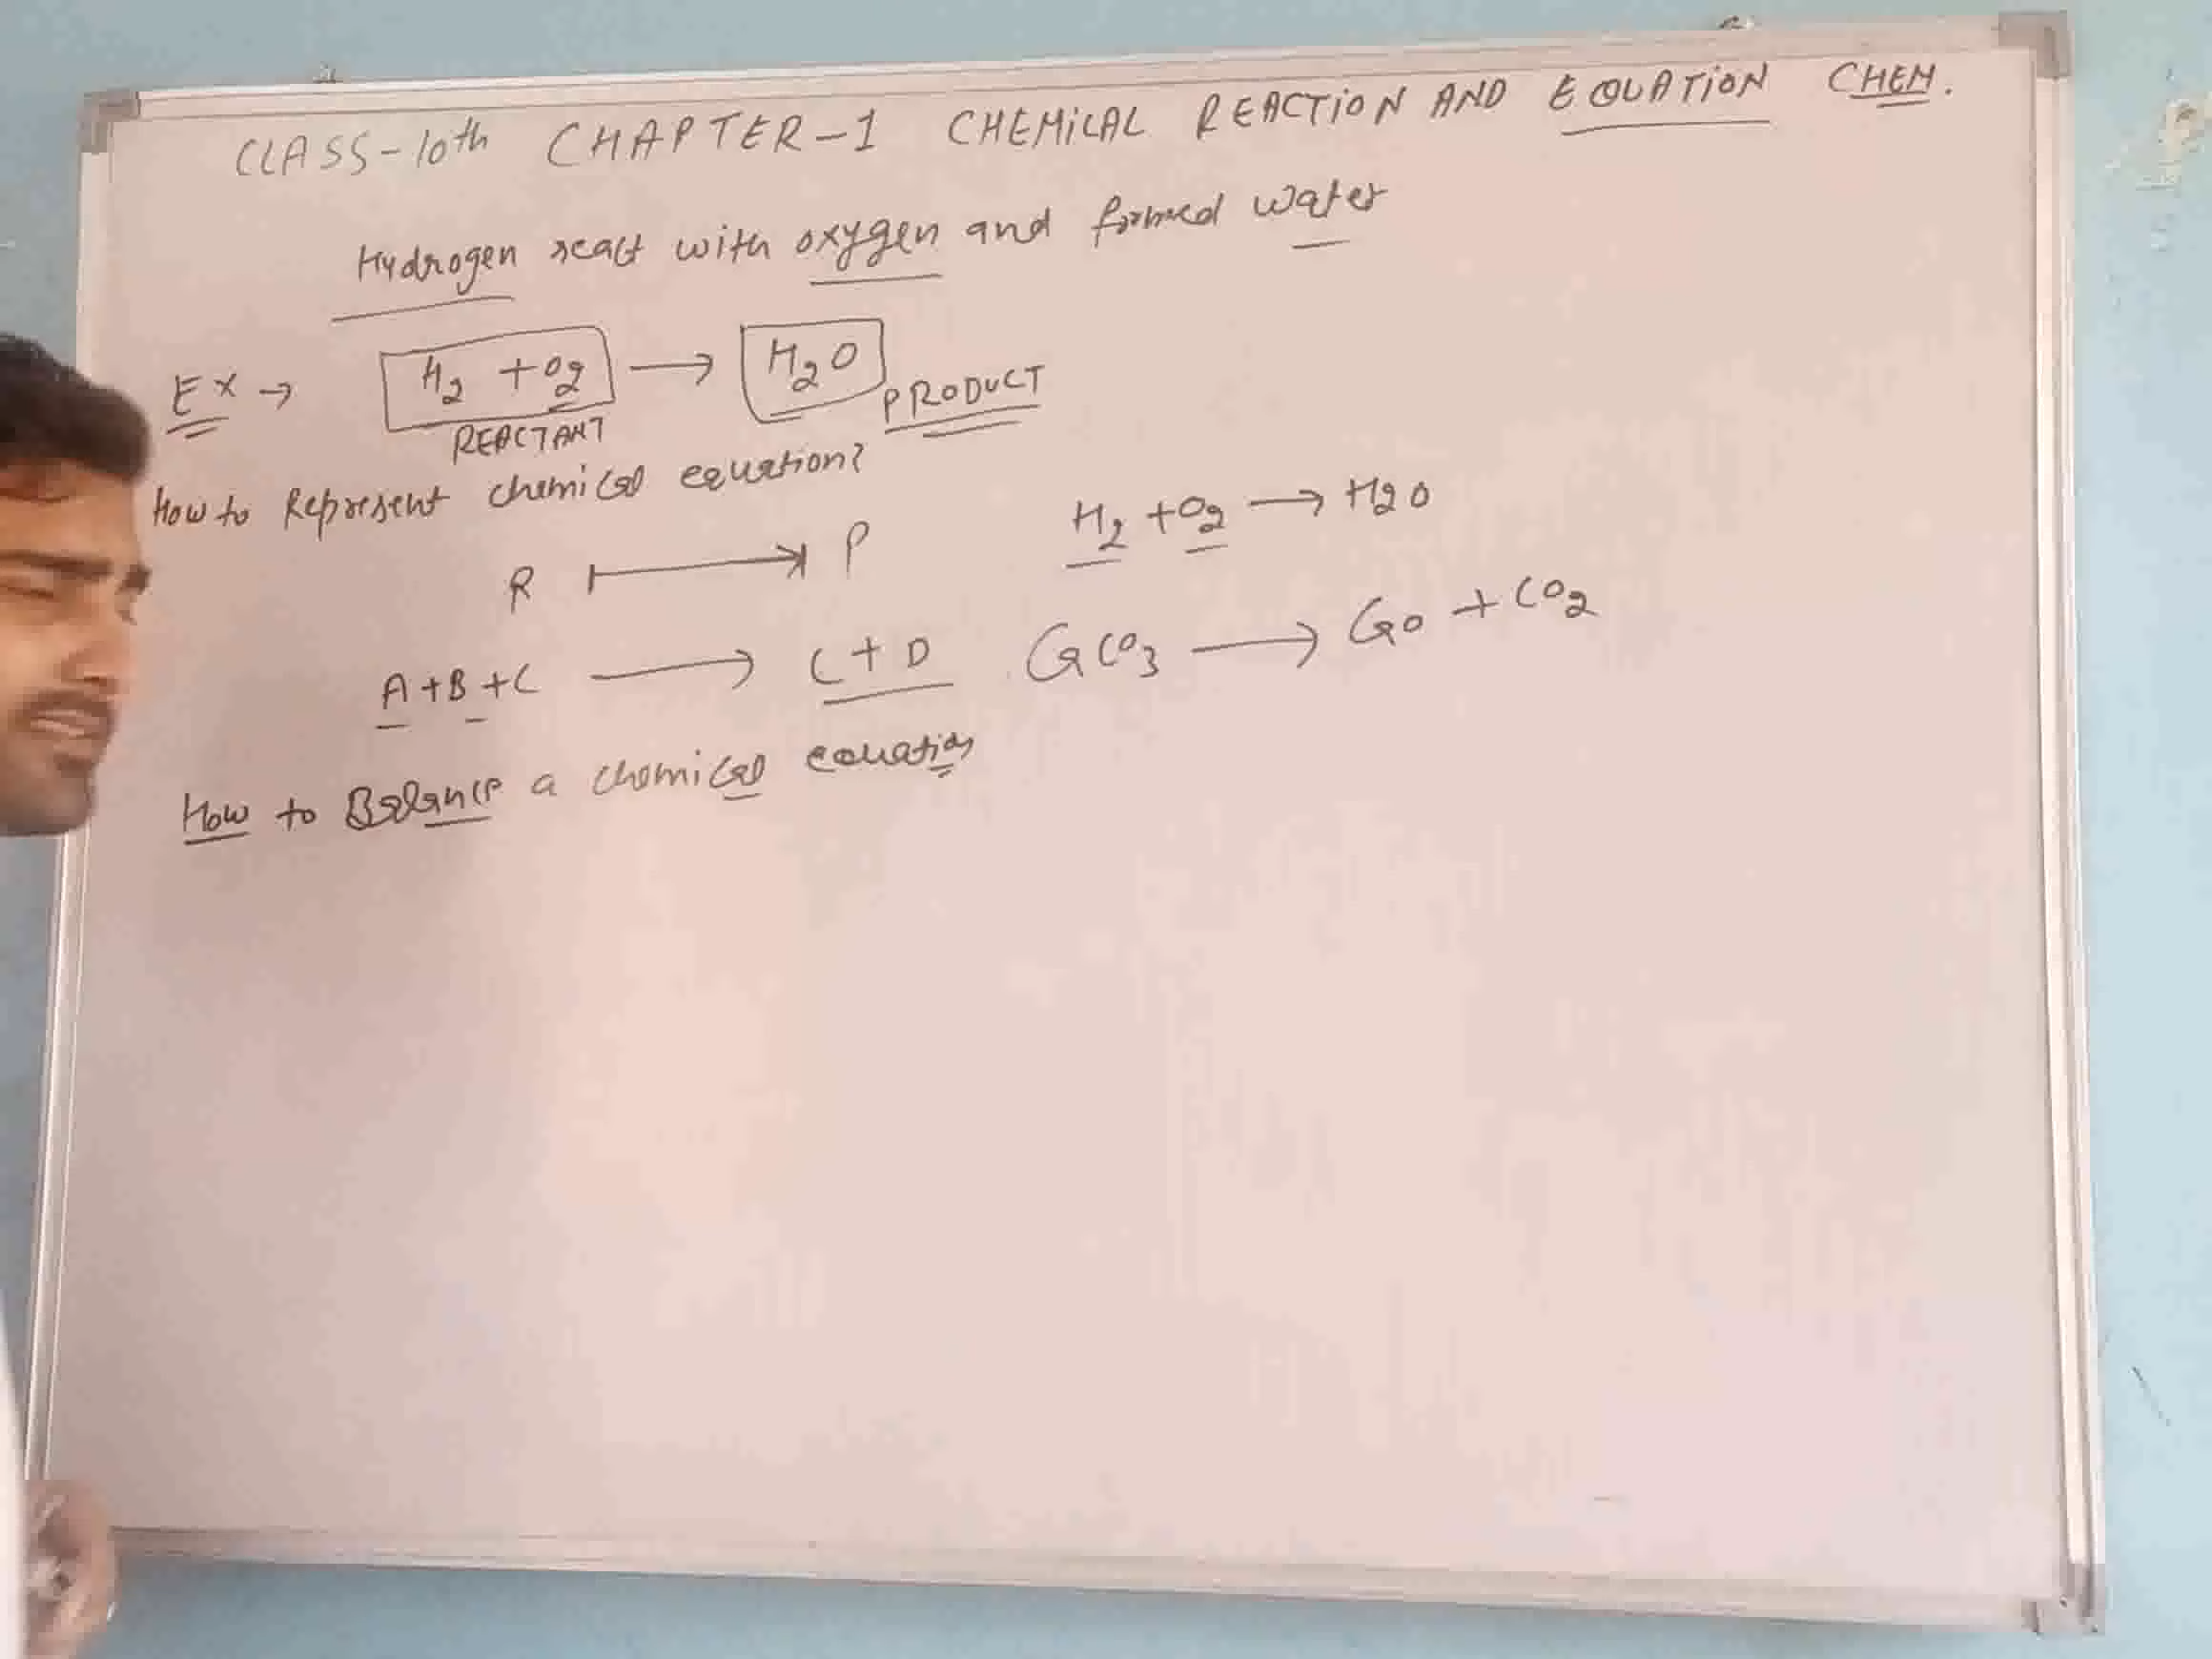 CLASS-10th CHAPTER-1 CHEMICAL REACTION AND EQUATION CHEM.
Hydrogen react with oxygen and formed water
Ex → H2 + O2 → H2O
REACTANT PRODUCT
How to Represent chemical equation?
R → P H2 + O2 → H2O
A + B + C → C + D CaCO3 → CaO + CO2
How to Balance a chemical equation